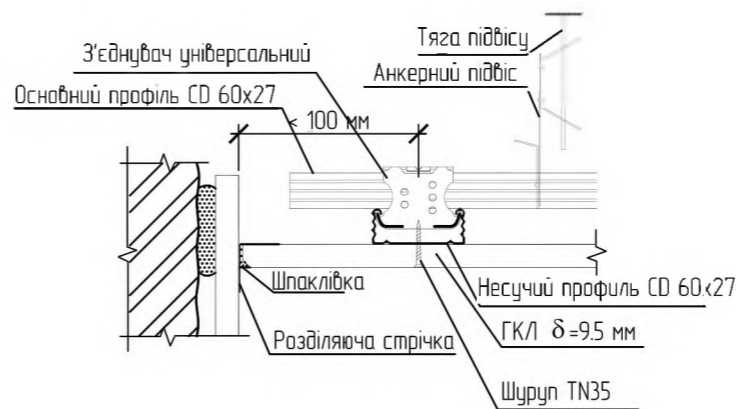 Тяга підвісу
З'єднувач універсальний
Анкерний підвіс
Основний профіль CD 60x27
< 100 мм
Шпаклівка
Несучий профиль CD 60x27
Розділяюча стрічка
ГКЛ δ=9.5 мм
Шуруп TN35